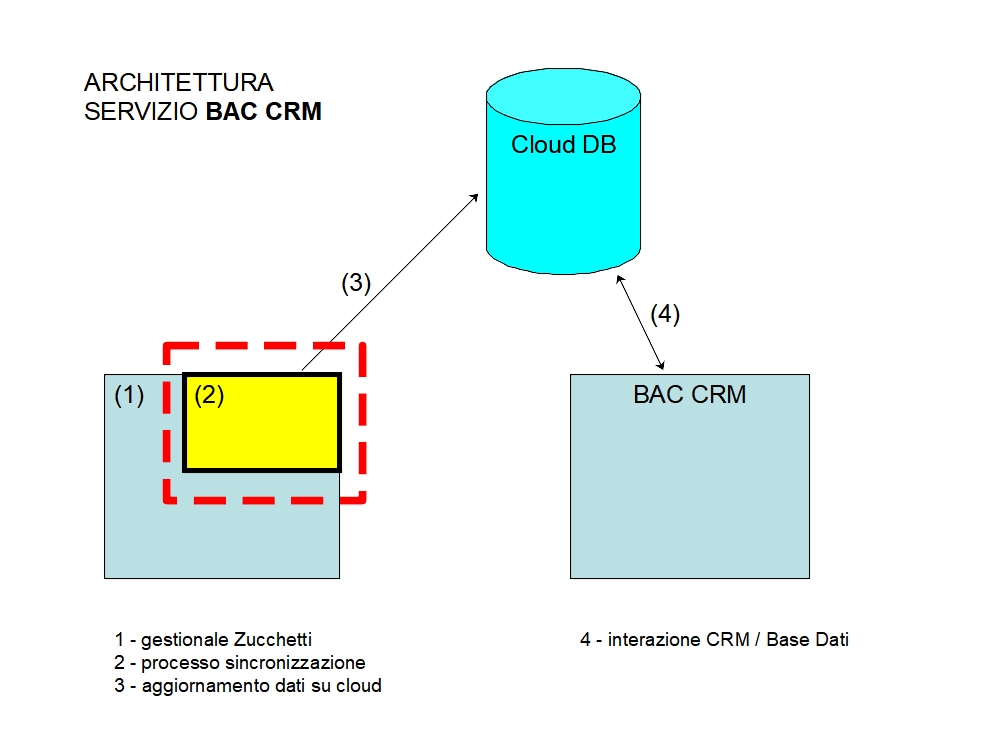 ARCHITETTURA
SERVIZIO BAC CRM
Cloud DB
(3)
(4)
(1)
(2)
BAC CRM
1 - gestionale Zucchetti
2 - processo sincronizzazione
3 - aggiornamento dati su cloud
4 - interazione CRM / Base Dati